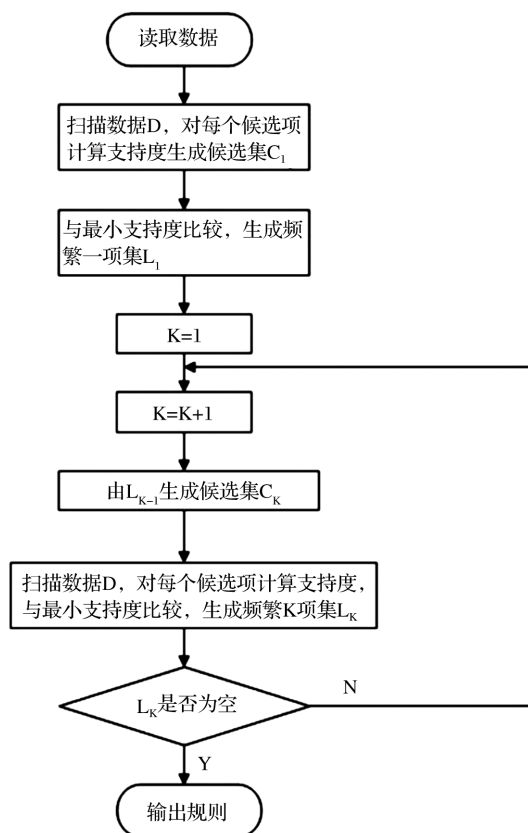 读取数据
扫描数据D，对每个候选项
计算支持度生成候选集C₁
与最小支持度比较，生成频
繁一项集L₁
K=1
K=K+1
由Lₖ₋₁生成候选集Cₖ
扫描数据D，对每个候选项计算支持度，
与最小支持度比较，生成频繁K项集Lₖ
Lₖ是否为空
N
Y
输出规则